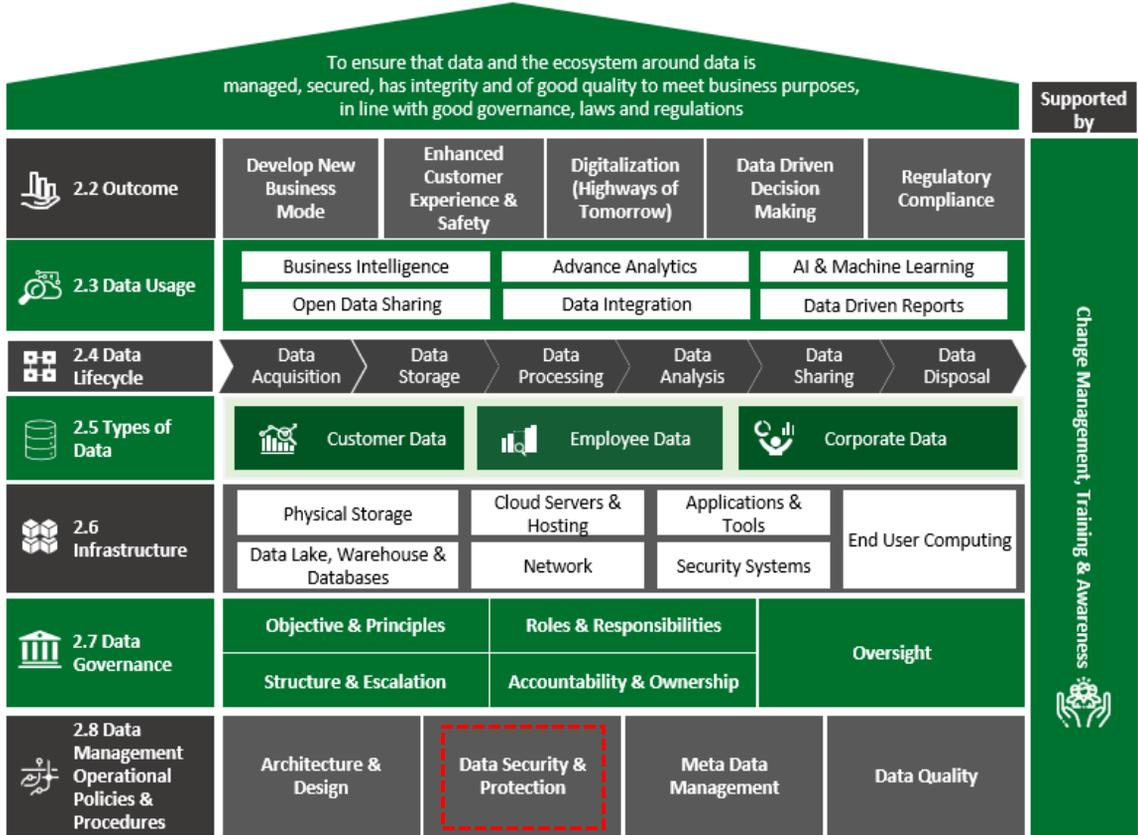 To ensure that data and the ecosystem around data is
managed, secured, has integrity and of good quality to meet business purposes,
in line with good governance, laws and regulations
Supported
by
2.2 Outcome
Develop New
Business
Mode
Enhanced
Customer
Experience &
Safety
Digitalization
(Highways of
Tomorrow)
Data Driven
Decision
Making
Regulatory
Compliance
2.3 Data Usage
Business Intelligence
Advance Analytics
AI & Machine Learning
Open Data Sharing
Data Integration
Data Driven Reports
2.4 Data
Lifecycle
Data
Acquisition
Data
Storage
Data
Processing
Data
Analysis
Data
Sharing
Data
Disposal
2.5 Types of
Data
Customer Data
Employee Data
Corporate Data
2.6
Infrastructure
Physical Storage
Cloud Servers &
Hosting
Applications &
Tools
End User Computing
Data Lake, Warehouse &
Databases
Network
Security Systems
2.7 Data
Governance
Objective & Principles
Roles & Responsibilities
Oversight
Structure & Escalation
Accountability & Ownership
2.8 Data
Management
Operational
Policies &
Procedures
Architecture &
Design
Data Security &
Protection
Meta Data
Management
Data Quality
Change Management, Training & Awareness